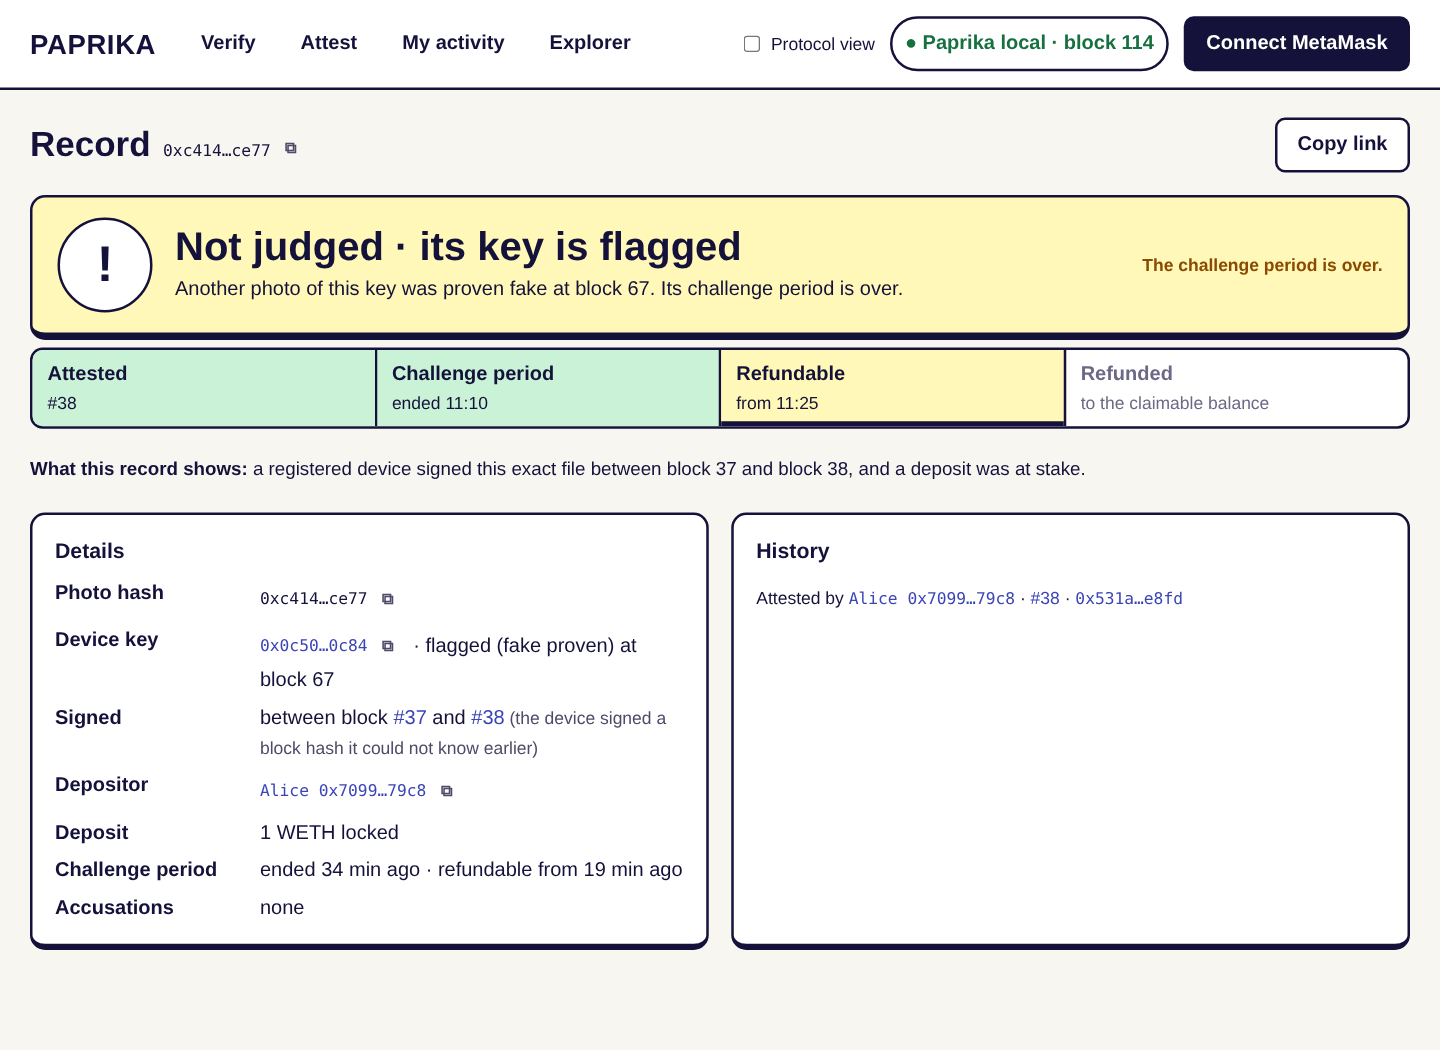 PAPRIKA Verify Attest My activity Explorer Protocol view ● Paprika local · block 114 Connect MetaMask
Record 0xc414…ce77 ⧉ Copy link
!
Not judged · its key is flagged
Another photo of this key was proven fake at block 67. Its challenge period is over.
The challenge period is over.
Attested
#38
Challenge period
ended 11:10
Refundable
from 11:25
Refunded
to the claimable balance
What this record shows: a registered device signed this exact file between block 37 and block 38, and a deposit was at stake.
Details
Photo hash 0xc414…ce77 ⧉
Device key 0x0c50…0c84 ⧉ · flagged (fake proven) at
block 67
Signed between block #37 and #38 (the device signed a
block hash it could not know earlier)
Depositor Alice 0x7099…79c8 ⧉
Deposit 1 WETH locked
Challenge period ended 34 min ago · refundable from 19 min ago
Accusations none
History
Attested by Alice 0x7099…79c8 · #38 · 0x531a…e8fd